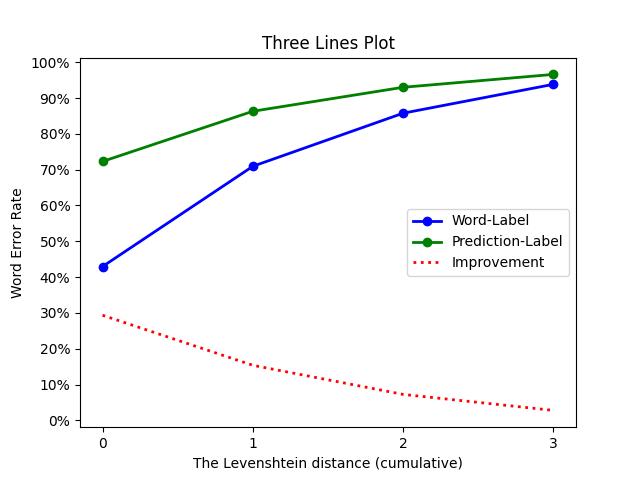 Three Lines Plot
100%
90%
80%
70%
60%
50%
40%
30%
20%
10%
0%
Word Error Rate
Word-Label
Prediction-Label
Improvement
0 1 2 3
The Levenshtein distance (cumulative)